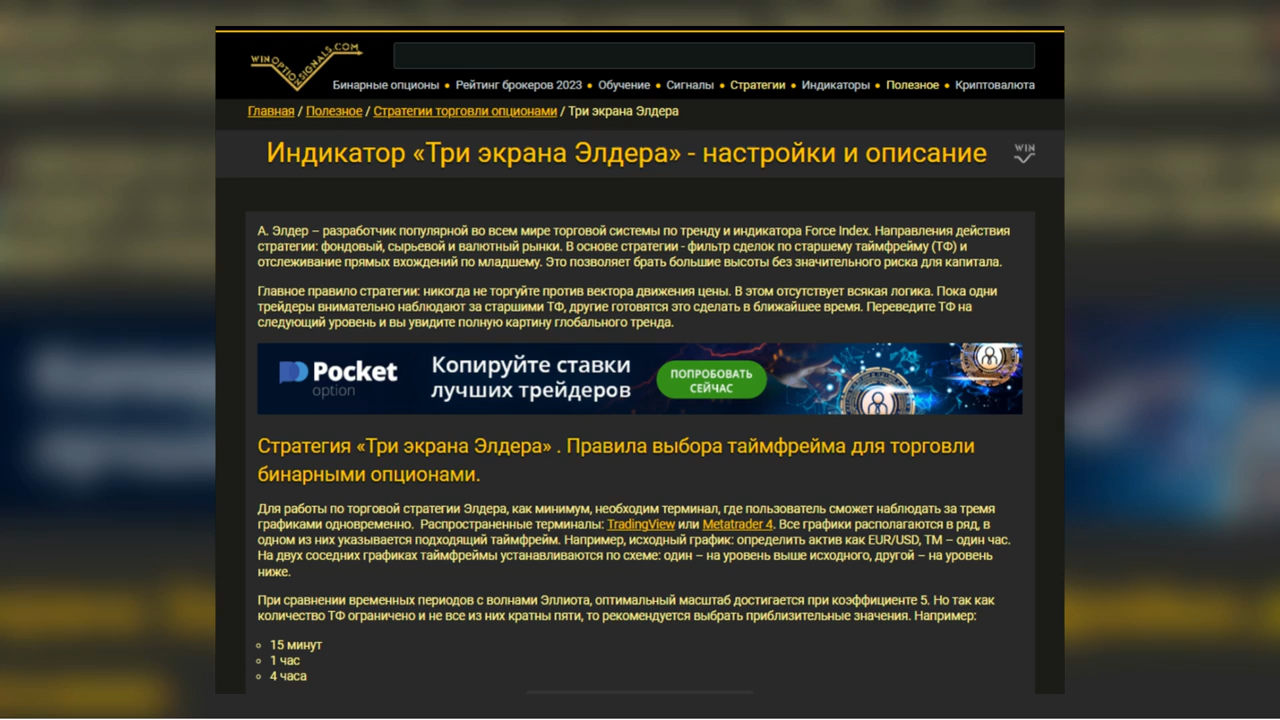 WINOPTIONSIGNALS.COM
Бинарные опционы • Рейтинг брокеров 2023 • Обучение • Сигналы • Стратегии • Индикаторы • Полезное • Криптовалюта
Главная / Полезное / Стратегии торговли опционами / Три экрана Элдера
Индикатор «Три экрана Элдера» - настройки и описание
WIN
А. Элдер – разработчик популярной во всем мире торговой системы по тренду и индикатора Force Index. Направления действия
стратегии: фондовый, сырьевой и валютный рынки. В основе стратегии - фильтр сделок по старшему таймфрейму (ТФ) и
отслеживание прямых вхождений по младшему. Это позволяет брать большие высоты без значительного риска для капитала.
Главное правило стратегии: никогда не торгуйте против вектора движения цены. В этом отсутствует всякая логика. Пока одни
трейдеры внимательно наблюдают за старшими ТФ, другие готовятся это сделать в ближайшее время. Переведите ТФ на
следующий уровень и вы увидите полную картину глобального тренда.
Pocket
option
Копируйте ставки
лучших трейдеров
ПОПРОБОВАТЬ
СЕЙЧАС
Стратегия «Три экрана Элдера» . Правила выбора таймфрейма для торговли
бинарными опционами.
Для работы по торговой стратегии Элдера, как минимум, необходим терминал, где пользователь сможет наблюдать за тремя
графиками одновременно. Распространенные терминалы: TradingView или Metatrader 4. Все графики располагаются в ряд, в
одном из них указывается подходящий таймфрейм. Например, исходный график: определить актив как EUR/USD, ТМ – один час.
На двух соседних графиках таймфреймы устанавливаются по схеме: один – на уровень выше исходного, другой – на уровень
ниже.
При сравнении временных периодов с волнами Эллиота, оптимальный масштаб достигается при коэффициенте 5. Но так как
количество ТФ ограничено и не все из них кратны пяти, то рекомендуется выбрать приблизительные значения. Например:
15 минут
1 час
4 часа